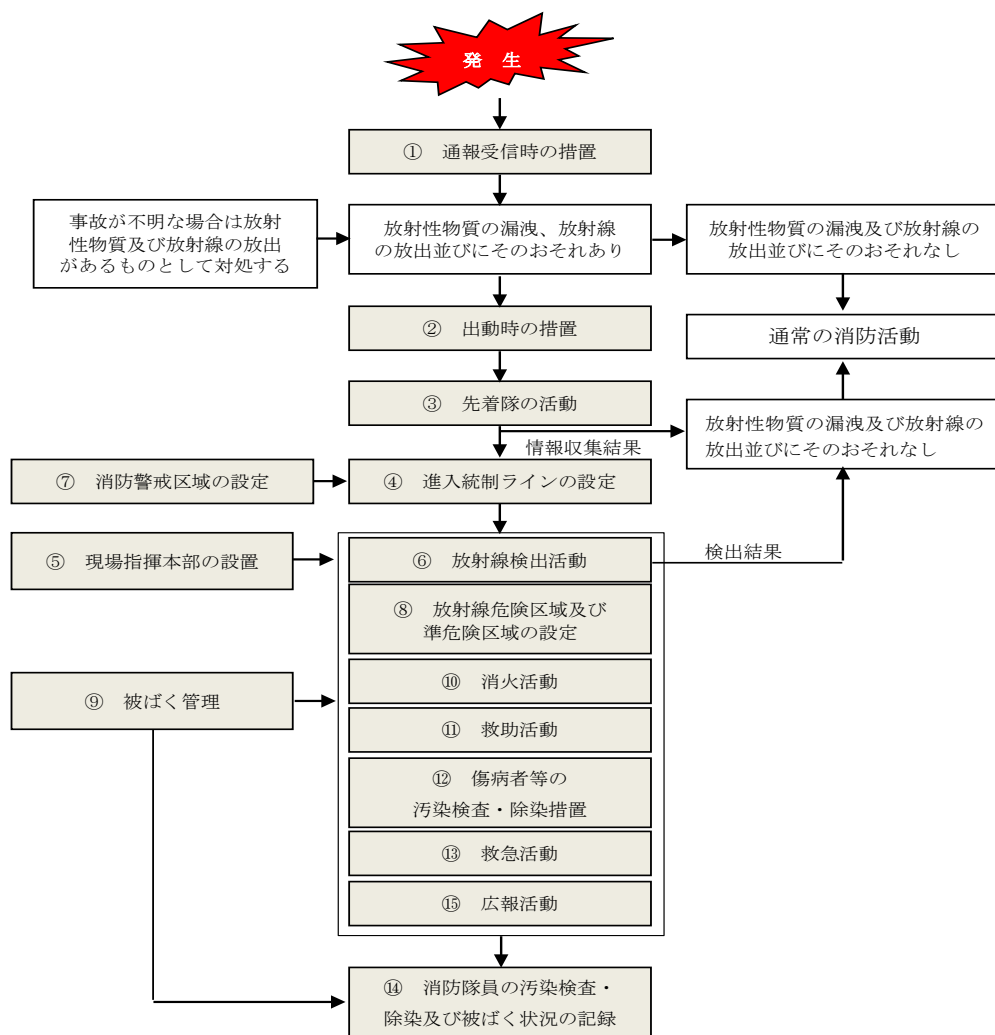 発 生
① 通報受信時の措置
事故が不明な場合は放射
性物質及び放射線の放出
があるものとして対処する
放射性物質の漏洩、放射線
の放出並びにそのおそれあり
放射性物質の漏洩及び放射線の
放出並びにそのおそれなし
② 出動時の措置
通常の消防活動
③ 先着隊の活動
情報収集結果
放射性物質の漏洩及び放射線の
放出並びにそのおそれなし
⑦ 消防警戒区域の設定
④ 進入統制ラインの設定
⑤ 現場指揮本部の設置
⑥ 放射線検出活動
検出結果
⑧ 放射線危険区域及び
準危険区域の設定
⑨ 被ばく管理
⑩ 消火活動
⑪ 救助活動
⑫ 傷病者等の
汚染検査・除染措置
⑬ 救急活動
⑮ 広報活動
⑭ 消防隊員の汚染検査・
除染及び被ばく状況の記録